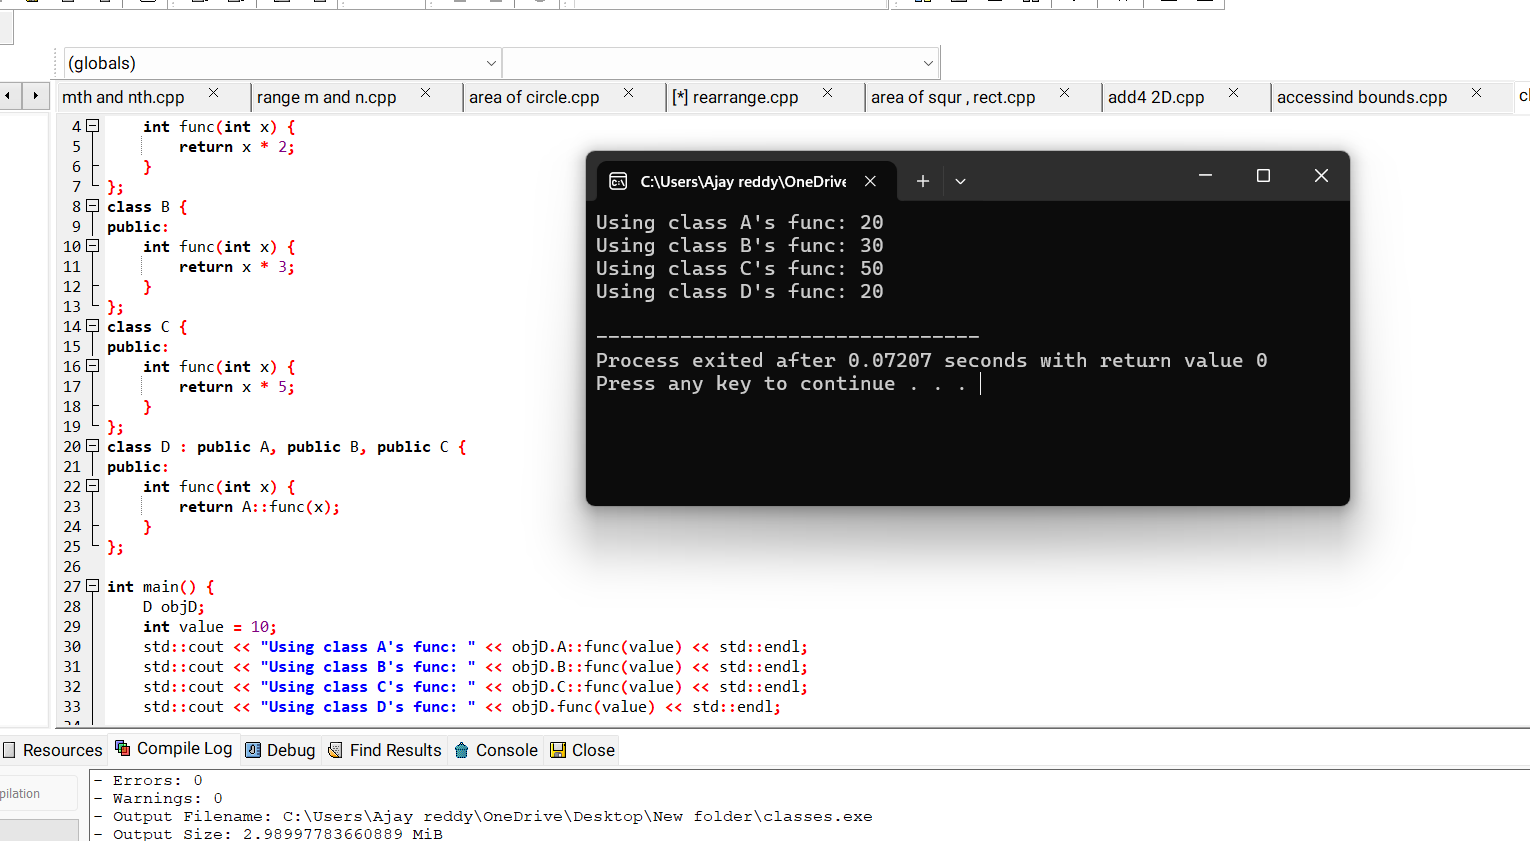 (globals)
mth and nth.cpp range m and n.cpp area of circle.cpp [*] rearrange.cpp area of squr , rect.cpp add4 2D.cpp accessind bounds.cpp
4 int func(int x) {
5 return x * 2;
6 }
7 };
8 class B {
9 public:
10 int func(int x) {
11 return x * 3;
12 }
13 };
14 class C {
15 public:
16 int func(int x) {
17 return x * 5;
18 }
19 };
20 class D : public A, public B, public C {
21 public:
22 int func(int x) {
23 return A::func(x);
24 }
25 };
26
27 int main() {
28 D objD;
29 int value = 10;
30 std::cout << "Using class A's func: " << objD.A::func(value) << std::endl;
31 std::cout << "Using class B's func: " << objD.B::func(value) << std::endl;
32 std::cout << "Using class C's func: " << objD.C::func(value) << std::endl;
33 std::cout << "Using class D's func: " << objD.func(value) << std::endl;
C:\Users\Ajay reddy\OneDrive
Using class A's func: 20
Using class B's func: 30
Using class C's func: 50
Using class D's func: 20
--------------------------------
Process exited after 0.07207 seconds with return value 0
Press any key to continue . . .
Resources Compile Log Debug Find Results Console Close
pilation
- Errors: 0
- Warnings: 0
- Output Filename: C:\Users\Ajay reddy\OneDrive\Desktop\New folder\classes.exe
- Output Size: 2.98997783660889 MiB